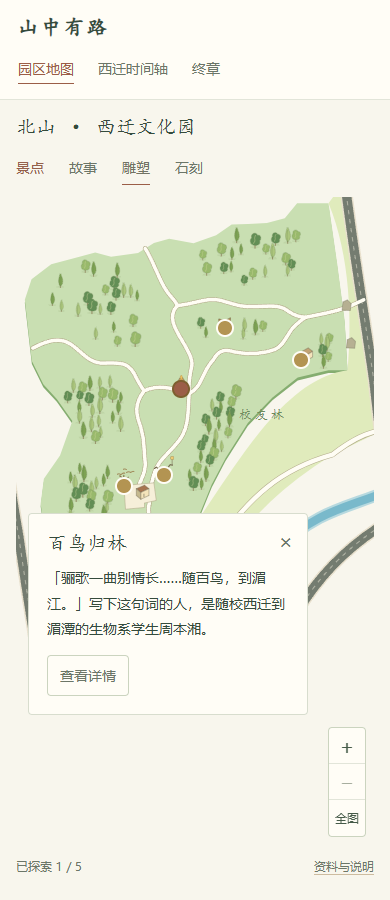 山中有路
园区地图 西迁时间轴 终章
北山 • 西迁文化园
景点 故事 雕塑 石刻
校友林
百鸟归林 ×
「骊歌一曲别情长……随百鸟，到湄
江。」写下这句词的人，是随校西迁到
湄潭的生物系学生周本湘。
查看详情
+
−
全图
已探索 1 / 5 资料与说明